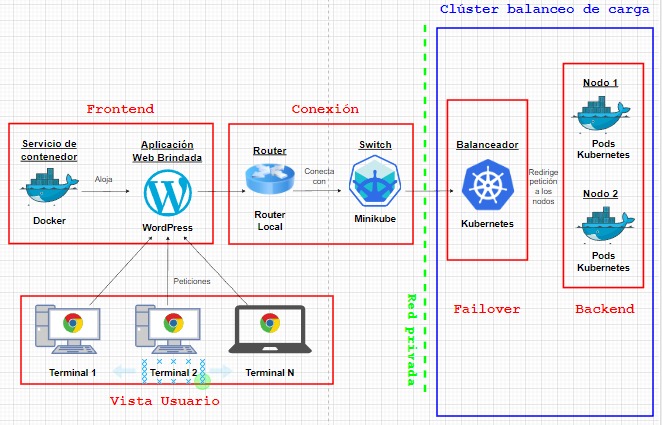 Clúster balanceo de carga
Frontend
Conexión
Servicio de
contenedor
Aloja
Docker
Aplicación
Web Brindada
WordPress
Router
Conecta
con
Router
Local
Switch
Minikube
Balanceador
Kubernetes
Redirige
petición
a los
nodos
Nodo 1
Pods
Kubernetes
Nodo 2
Pods
Kubernetes
Peticiones
Failover
Backend
Red privada
Terminal 1
Terminal 2
Terminal N
Vista Usuario